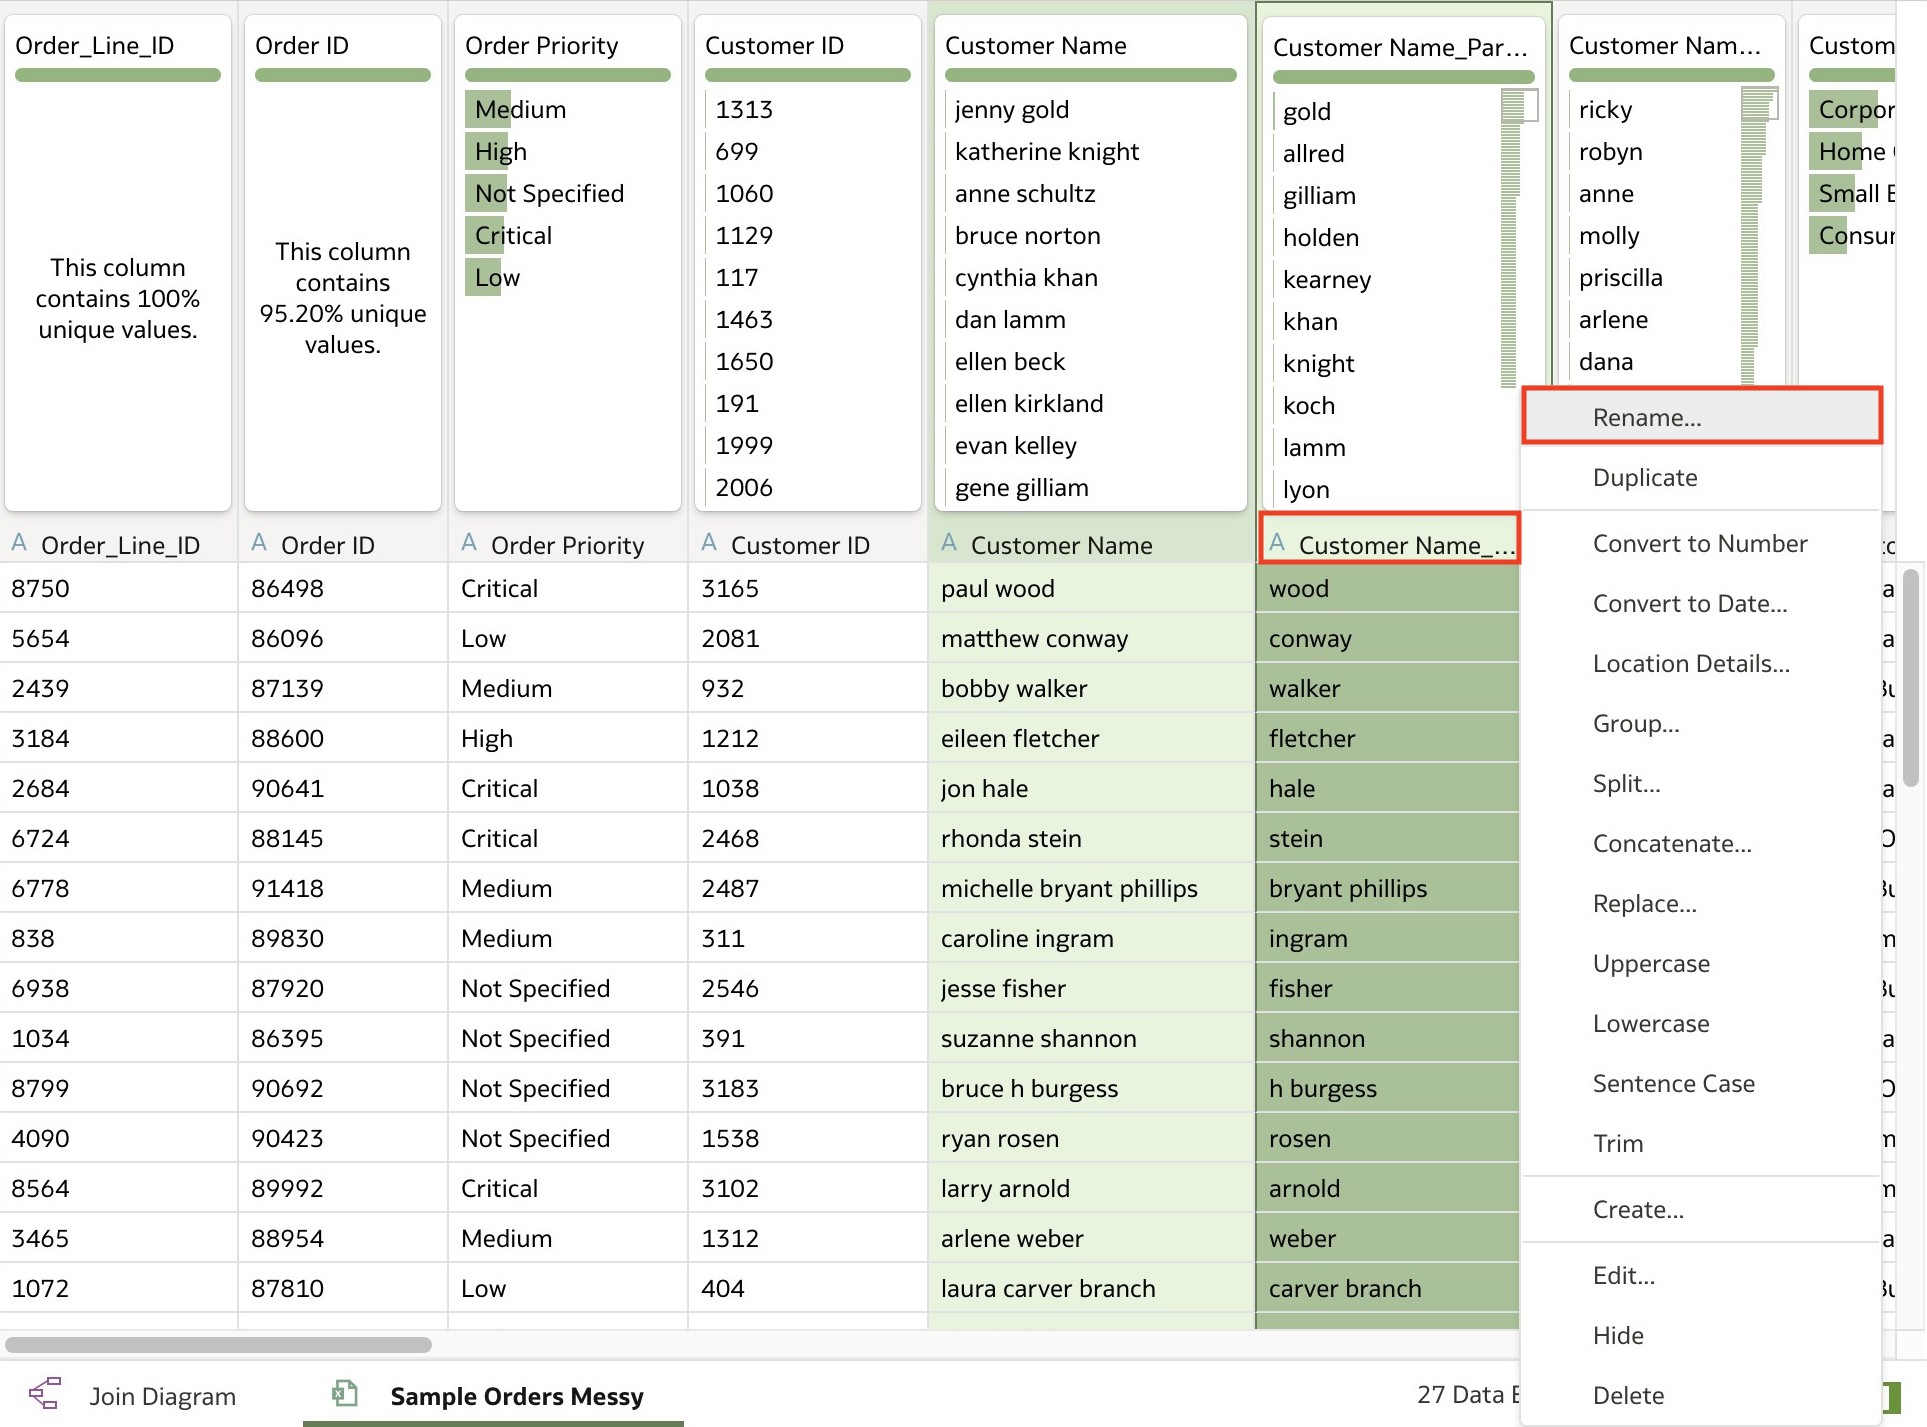 Order_Line_ID
Order ID
Order Priority
Customer ID
Customer Name
Customer Name_Par...
Customer Nam...
Custom
This column
contains 100%
unique values.
This column
contains
95.20% unique
values.
Medium
High
Not Specified
Critical
Low
1313
699
1060
1129
117
1463
1650
191
1999
2006
jenny gold
katherine knight
anne schultz
bruce norton
cynthia khan
dan lamm
ellen beck
ellen kirkland
evan kelley
gene gilliam
gold
allred
gilliam
holden
kearney
khan
knight
koch
lamm
lyon
ricky
robyn
anne
molly
priscilla
arlene
dana
Corpor
Home
Small
Consu
A Order_Line_ID A Order ID A Order Priority A Customer ID A Customer Name A Customer Name_...
8750 86498 Critical 3165 paul wood wood
5654 86096 Low 2081 matthew conway conway
2439 87139 Medium 932 bobby walker walker
3184 88600 High 1212 eileen fletcher fletcher
2684 90641 Critical 1038 jon hale hale
6724 88145 Critical 2468 rhonda stein stein
6778 91418 Medium 2487 michelle bryant phillips bryant phillips
838 89830 Medium 311 caroline ingram ingram
6938 87920 Not Specified 2546 jesse fisher fisher
1034 86395 Not Specified 391 suzanne shannon shannon
8799 90692 Not Specified 3183 bruce h burgess h burgess
4090 90423 Not Specified 1538 ryan rosen rosen
8564 89992 Critical 3102 larry arnold arnold
3465 88954 Medium 1312 arlene weber weber
1072 87810 Low 404 laura carver branch carver branch
Rename...
Duplicate
Convert to Number
Convert to Date...
Location Details...
Group...
Split...
Concatenate...
Replace...
Uppercase
Lowercase
Sentence Case
Trim
Create...
Edit...
Hide
Delete
Join Diagram
Sample Orders Messy
27 Data